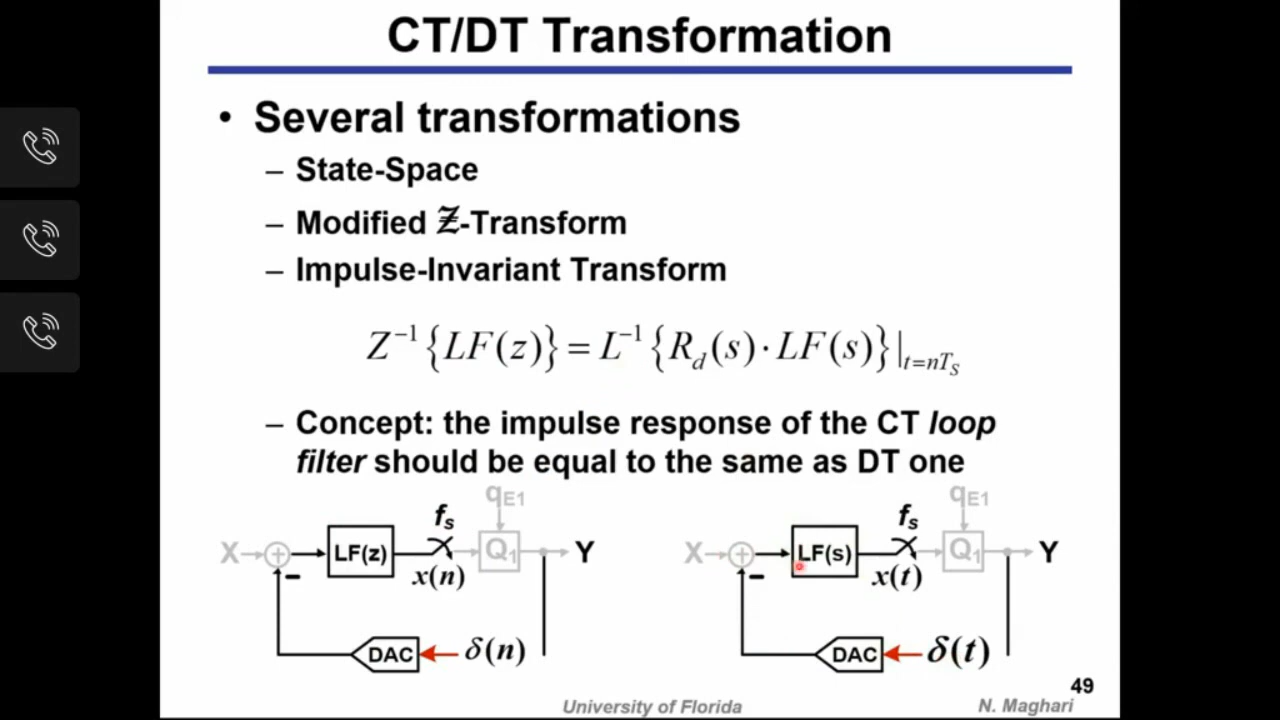 CT/DT Transformation
• Several transformations
– State-Space
– Modified ℤ-Transform
– Impulse-Invariant Transform
Z⁻¹{LF(z)} = L⁻¹{R_d(s)·LF(s)}|_{t=nT_S}
– Concept: the impulse response of the CT loop
filter should be equal to the same as DT one
q_E1
f_s
X
+
LF(z)
Q_1
Y
–
x(n)
DAC
δ(n)
q_E1
f_s
X
+
LF(s)
Q_1
Y
–
x(t)
DAC
δ(t)
49
University of Florida
N. Maghari